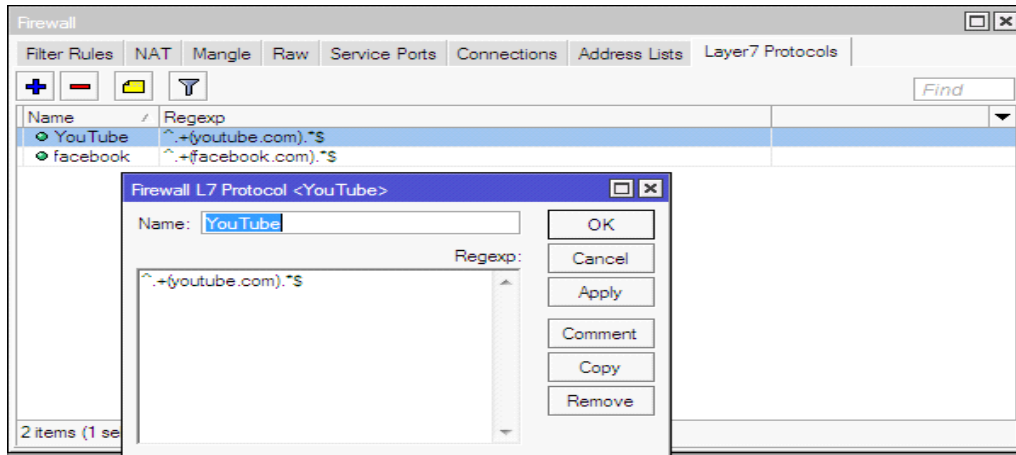 Firewall
Filter Rules NAT Mangle Raw Service Ports Connections Address Lists Layer7 Protocols
Find
Name Regexp
YouTube ^.+(youtube.com).*$
facebook ^.+(facebook.com).*$
Firewall L7 Protocol <YouTube>
Name: YouTube OK
Regexp: Cancel
^.+(youtube.com).*$
Apply
Comment
Copy
Remove
2 items (1 se